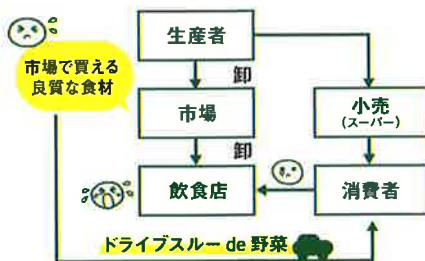 生産者
卸
市場で買える
良質な食材
市場
小売
(スーパー)
卸
飲食店
消費者
ドライブスルー de 野菜